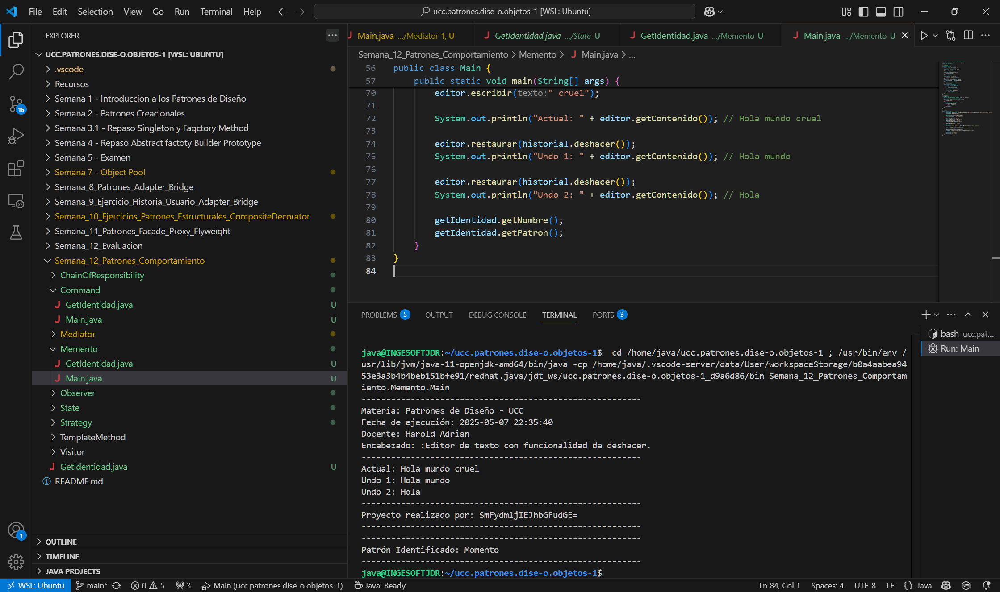 File Edit Selection View Go Run Terminal Help
ucc.patrones.dise-o.objetos-1 [WSL: Ubuntu]
EXPLORER
UCC.PATRONES.DISE-O.OBJETOS-1 [WSL: UBUNTU]
.vscode
Recursos
Semana 1 - Introducción a los Patrones de Diseño
Semana 2 - Patrones Creacionales
Semana 3.1 - Repaso Singleton y Faqctory Method
Semana 4 - Repaso Abstract factoty Builder Prototype
Semana 5 - Examen
Semana 7 - Object Pool
Semana_8_Patrones_Adapter_Bridge
Semana_9_Ejercicio_Historia_Usuario_Adapter_Bridge
Semana_10_Ejercicios_Patrones_Estructurales_CompositeDecorator
Semana_11_Patrones_Facade_Proxy_Flyweight
Semana_12_Evaluacion
Semana_12_Patrones_Comportamiento
ChainOfResponsibility
Command
J GetIdentidad.java U
J Main.java U
Mediator
Memento
J GetIdentidad.java U
J Main.java U
Observer
State
Strategy
TemplateMethod
Visitor
J GetIdentidad.java U
README.md
OUTLINE
TIMELINE
JAVA PROJECTS
16
1
J Main.java .../Mediator 1, U
J GetIdentidad.java .../State U
J GetIdentidad.java .../Memento U
J Main.java .../Memento U
Semana_12_Patrones_Comportamiento > Memento > J Main.java > ...
56 public class Main {
57 public static void main(String[] args) {
70 editor.escribir(texto:" cruel");
71
72 System.out.println("Actual: " + editor.getContenido()); // Hola mundo cruel
73
74 editor.restaurar(historial.deshacer());
75 System.out.println("Undo 1: " + editor.getContenido()); // Hola mundo
76
77 editor.restaurar(historial.deshacer());
78 System.out.println("Undo 2: " + editor.getContenido()); // Hola
79
80 getIdentidad.getNombre();
81 getIdentidad.getPatron();
82 }
83 }
84
PROBLEMS 5 OUTPUT DEBUG CONSOLE TERMINAL PORTS 3
bash ucc.pat...
Run: Main
java@INGESOFTJDR:~/ucc.patrones.dise-o.objetos-1$ cd /home/java/ucc.patrones.dise-o.objetos-1 ; /usr/bin/env /
usr/lib/jvm/java-11-openjdk-amd64/bin/java -cp /home/java/.vscode-server/data/User/workspaceStorage/b0a4aabea94
53e3a3b4b4beb151bfe91/redhat.java/jdt_ws/ucc.patrones.dise-o.objetos-1_d9a6d86/bin Semana_12_Patrones_Comportam
iento.Memento.Main
---------------------------------------------------------
Materia: Patrones de Diseño - UCC
Fecha de ejecución: 2025-05-07 22:35:40
Docente: Harold Adrian
Encabezado: :Editor de texto con funcionalidad de deshacer.
---------------------------------------------------------
Actual: Hola mundo cruel
Undo 1: Hola mundo
Undo 2: Hola
---------------------------------------------------------
Proyecto realizado por: SmFydmljIEJhbGFudGE=
---------------------------------------------------------
---------------------------------------------------------
Patrón Identificado: Momento
---------------------------------------------------------
java@INGESOFTJDR:~/ucc.patrones.dise-o.objetos-1$
WSL: Ubuntu main* 0 5 3 Main (ucc.patrones.dise-o.objetos-1) Java: Ready
Ln 84, Col 1 Spaces: 4 UTF-8 LF {} Java